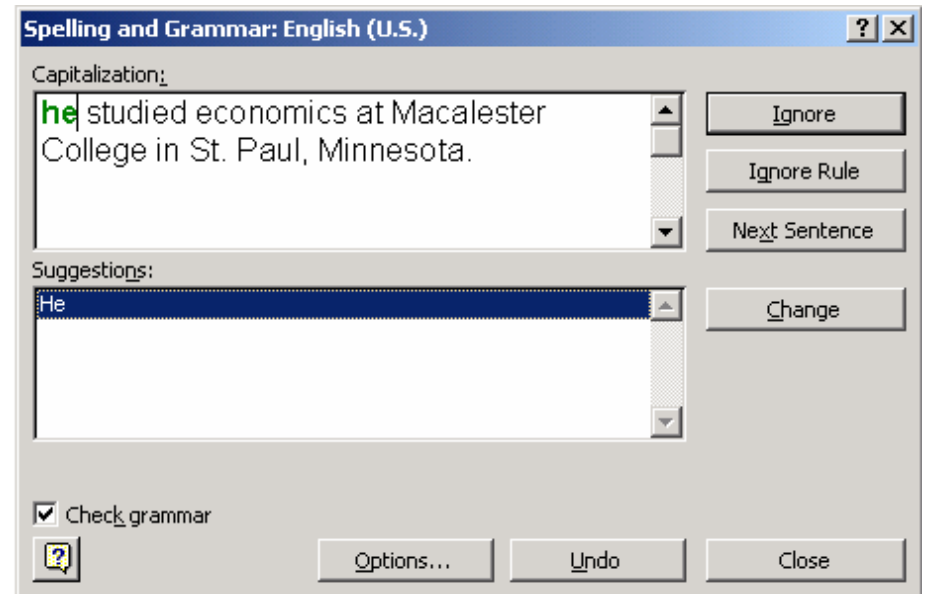 Spelling and Grammar: English (U.S.)
Capitalization:
he studied economics at Macalester
College in St. Paul, Minnesota.
Ignore
Ignore Rule
Next Sentence
Suggestions:
He
Change
Check grammar
Options...
Undo
Close